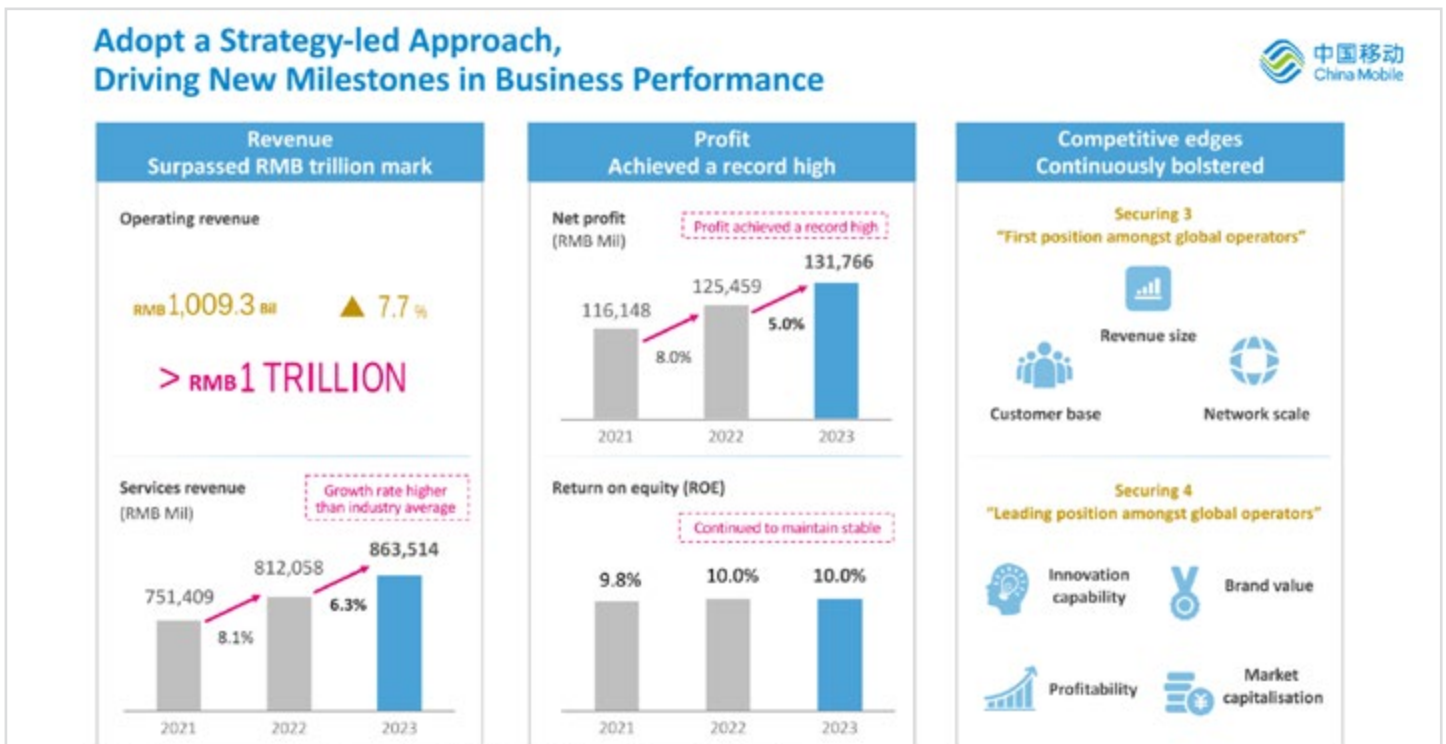 Adopt a Strategy-led Approach,
Driving New Milestones in Business Performance
中国移动
China Mobile
Revenue
Surpassed RMB trillion mark
Operating revenue
RMB 1,009.3 Bil
▲ 7.7 %
> RMB 1 TRILLION
Services revenue
(RMB Mil)
Growth rate higher
than industry average
751,409
812,058
863,514
8.1%
6.3%
2021
2022
2023
Profit
Achieved a record high
Net profit
(RMB Mil)
Profit achieved a record high
116,148
125,459
131,766
8.0%
5.0%
2021
2022
2023
Return on equity (ROE)
Continued to maintain stable
9.8%
10.0%
10.0%
2021
2022
2023
Competitive edges
Continuously bolstered
Securing 3
"First position amongst global operators"
Revenue size
Customer base
Network scale
Securing 4
"Leading position amongst global operators"
Innovation
capability
Brand value
Profitability
Market
capitalisation
¥